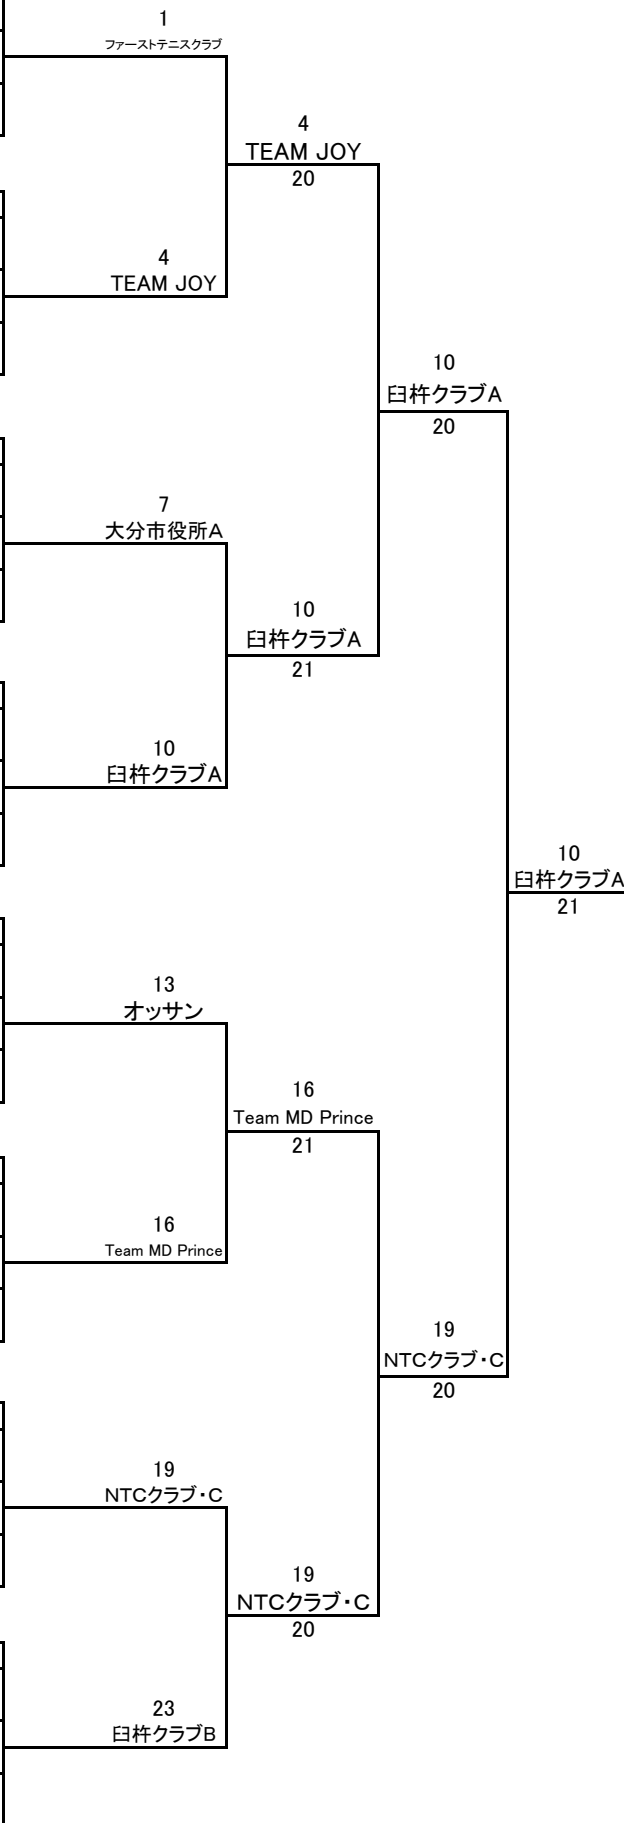 1
ファーストテニスクラブ
4
TEAM JOY
20
4
TEAM JOY
10
臼杵クラブA
20
7
大分市役所A
10
臼杵クラブA
21
10
臼杵クラブA
10
臼杵クラブA
21
13
オッサン
16
Team MD Prince
21
16
Team MD Prince
19
NTCクラブ・C
20
19
NTCクラブ・C
19
NTCクラブ・C
20
23
臼杵クラブB